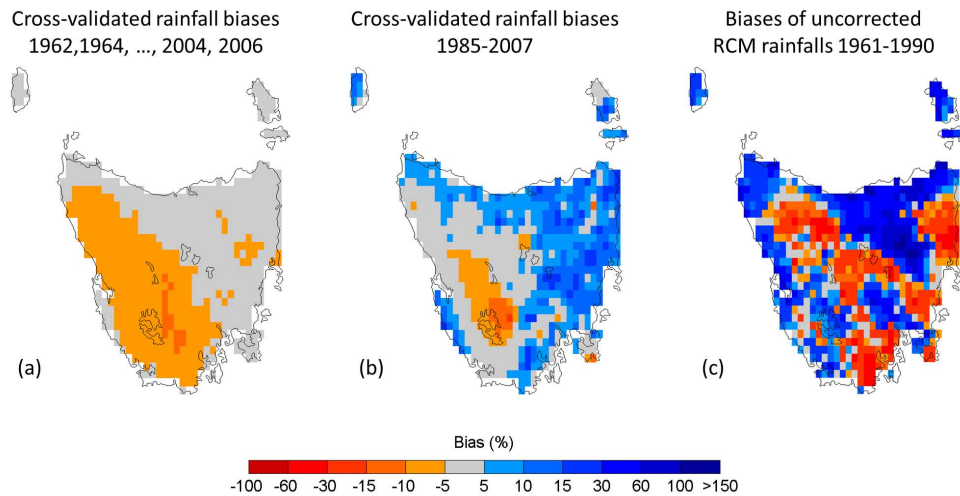 Cross-validated rainfall biases
1962,1964, ..., 2004, 2006
Cross-validated rainfall biases
1985-2007
Biases of uncorrected
RCM rainfalls 1961-1990
(a)
(b)
(c)
Bias (%)
-100 -60 -30 -15 -10 -5 5 10 15 30 60 100 >150